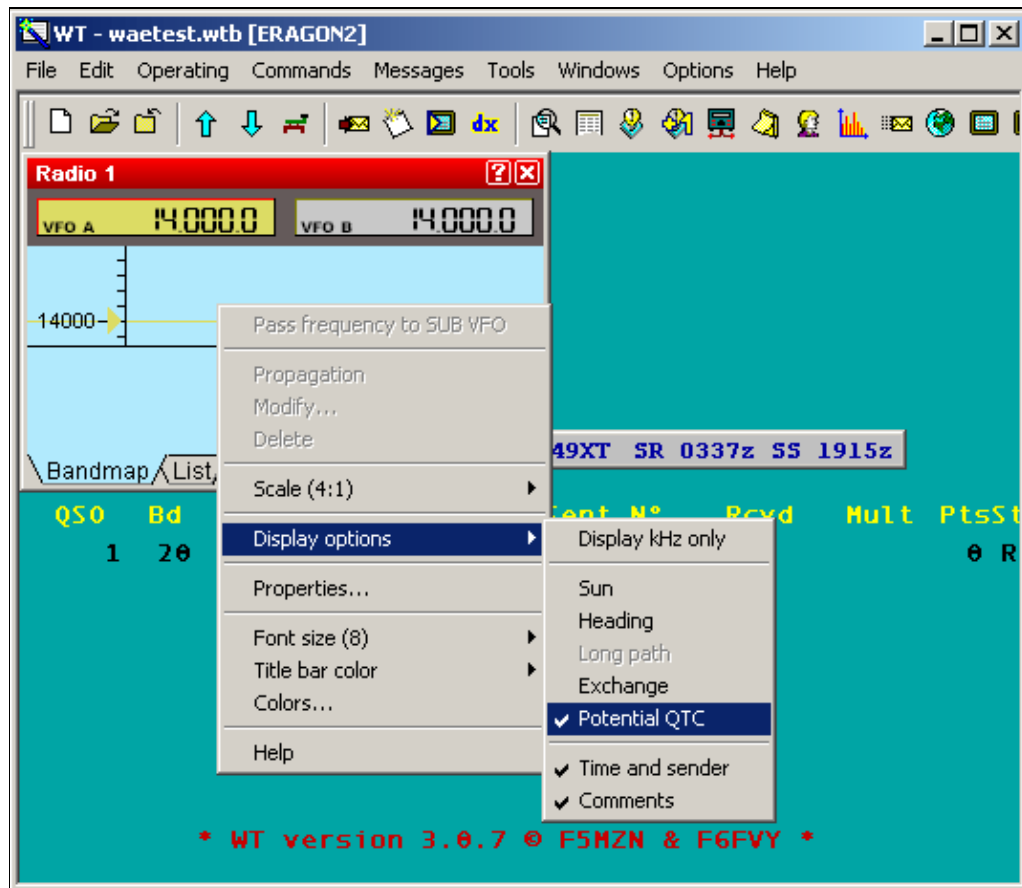 WT - waetest.wtb [ERAGON2]
File Edit Operating Commands Messages Tools Windows Options Help
dx
Radio 1
VFO A 14.000.0 VFO B 14.000.0
14000
Pass frequency to SUB VFO
Propagation
Modify...
Delete
Bandmap List
49XT SR 0337z SS 1915z
Scale (4:1)
QSO Bd Sent N° Rcvd Mult PtsSt
1 20 0 R
Display options
Display kHz only
Properties...
Sun
Heading
Font size (8)
Long path
Title bar color
Exchange
Colors...
Potential QTC
Help
Time and sender
Comments
* WT version 3.0.7 © F5MZN & F6FVY *